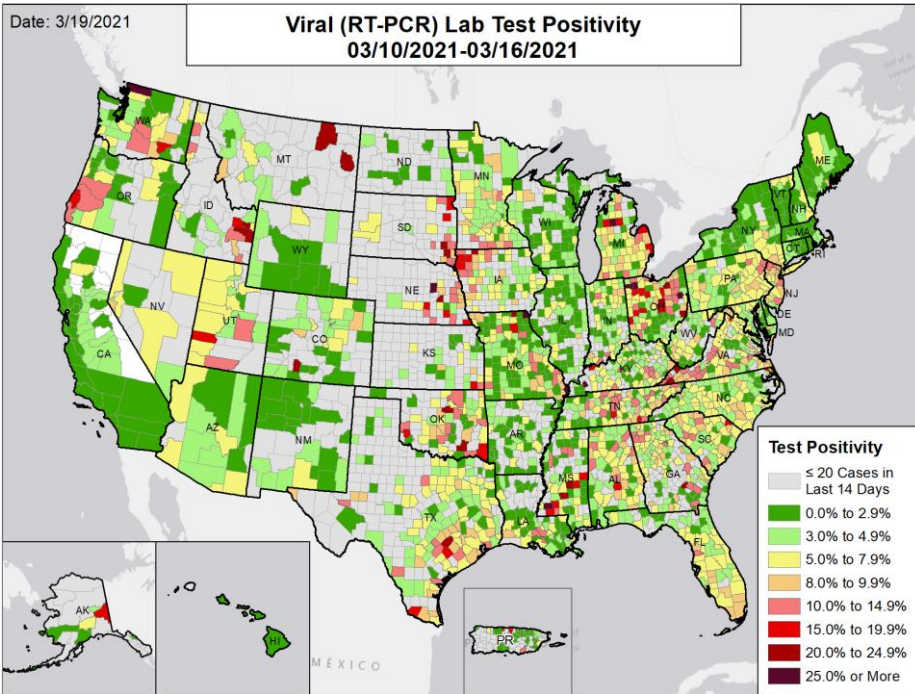 Date: 3/19/2021
Viral (RT-PCR) Lab Test Positivity
03/10/2021-03/16/2021
WA
MT
ND
MN
ME
OR
ID
SD
WI
VT
NH
NY
MA
CT
RI
WY
MI
IA
PA
NJ
NE
NV
UT
IL
IN
O
DE
MD
CO
WV
CA
KS
MO
KY
VA
AZ
NM
OK
AR
TN
NC
SC
MS
AL
GA
TX
LA
FL
AK
HI
PR
MÉXICO
Test Positivity
≤ 20 Cases in
Last 14 Days
0.0% to 2.9%
3.0% to 4.9%
5.0% to 7.9%
8.0% to 9.9%
10.0% to 14.9%
15.0% to 19.9%
20.0% to 24.9%
25.0% or More